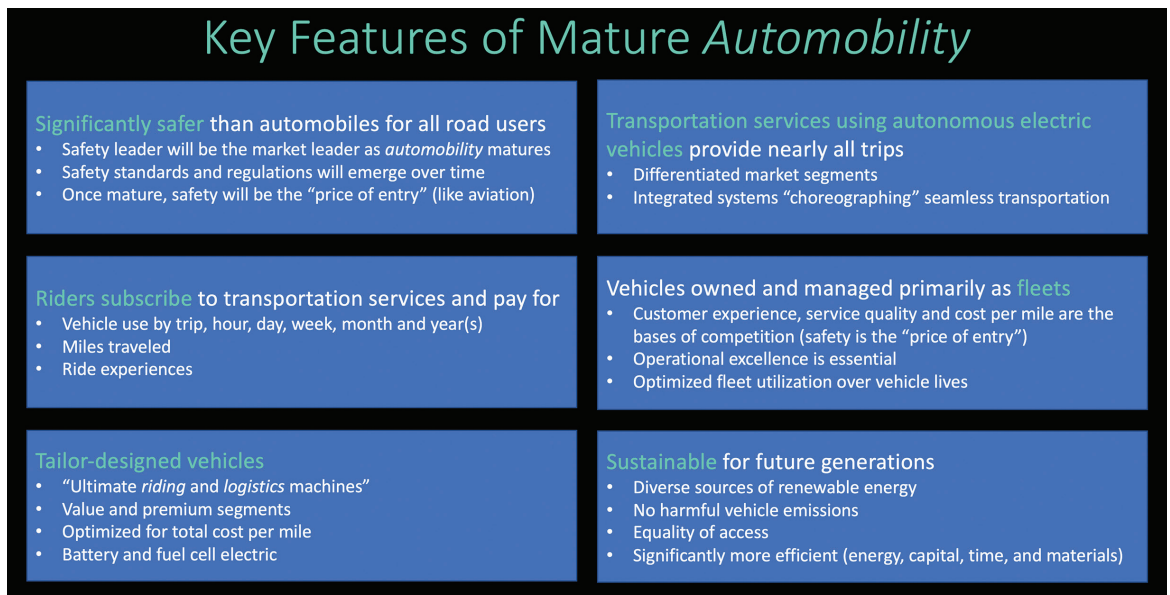 Key Features of Mature Automobility
Significantly safer than automobiles for all road users
• Safety leader will be the market leader as automobility matures
• Safety standards and regulations will emerge over time
• Once mature, safety will be the “price of entry” (like aviation)
Transportation services using autonomous electric
vehicles provide nearly all trips
• Differentiated market segments
• Integrated systems “choreographing” seamless transportation
Riders subscribe to transportation services and pay for
• Vehicle use by trip, hour, day, week, month and year(s)
• Miles traveled
• Ride experiences
Vehicles owned and managed primarily as fleets
• Customer experience, service quality and cost per mile are the
bases of competition (safety is the “price of entry”)
• Operational excellence is essential
• Optimized fleet utilization over vehicle lives
Tailor-designed vehicles
• “Ultimate riding and logistics machines”
• Value and premium segments
• Optimized for total cost per mile
• Battery and fuel cell electric
Sustainable for future generations
• Diverse sources of renewable energy
• No harmful vehicle emissions
• Equality of access
• Significantly more efficient (energy, capital, time, and materials)